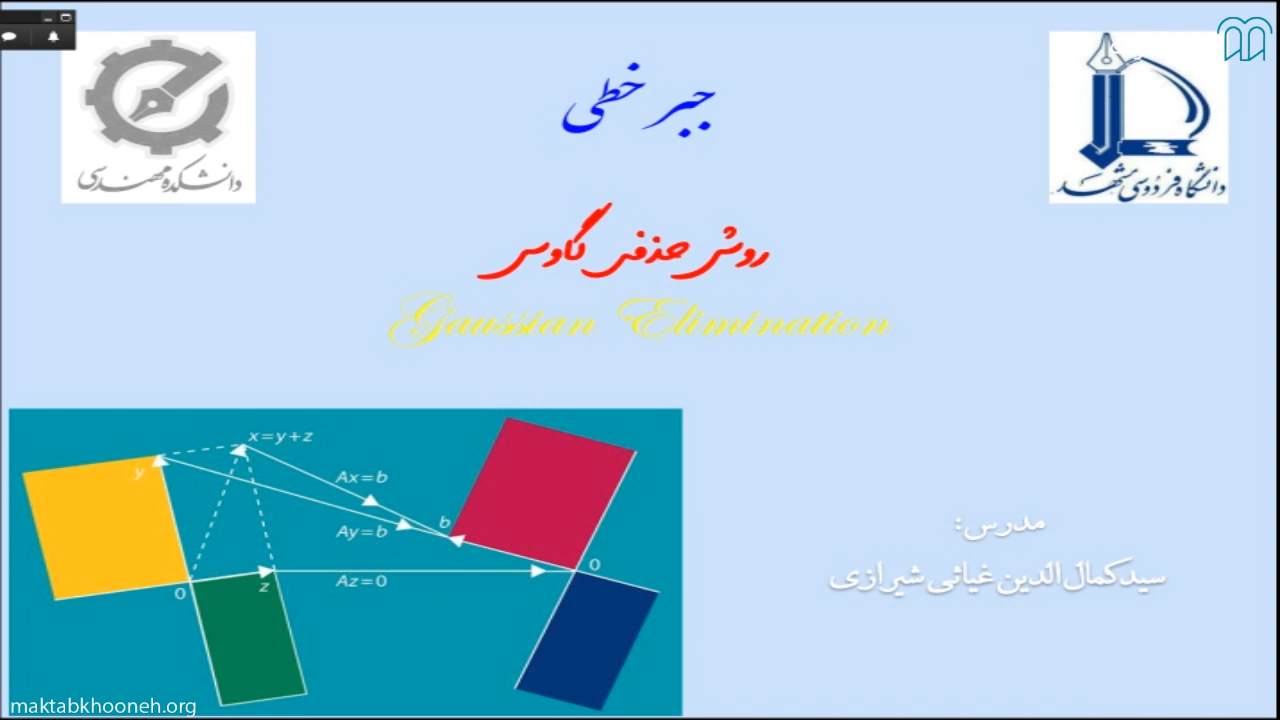 جبر خطی
دانشگاه فردوسی مشهد
دانشکده مهندسی
روش حذفی گاوسی
Gaussian Elimination
x=y+z
y
Ax=b
b
Ay=b
0
Az=0
z
0
مدرس:
سیدکمال الدین غیاثی شیرازی
maktabkhooneh.org